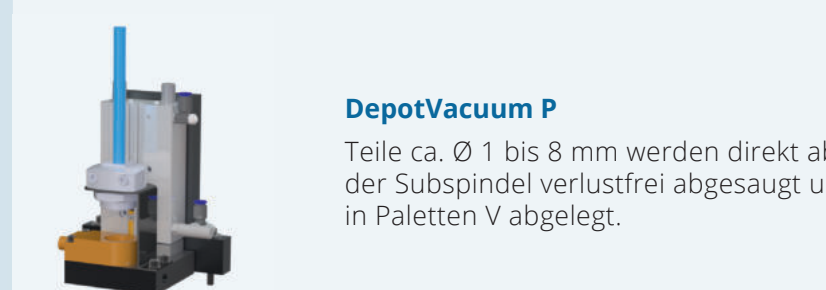 DepotVacuum P
Teile ca. Ø 1 bis 8 mm werden direkt ab
der Subspindel verlustfrei abgesaugt u
in Paletten V abgelegt.